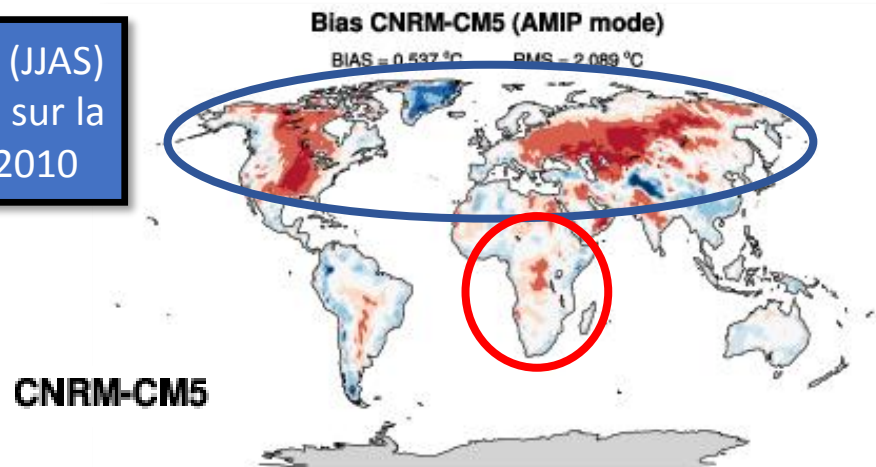 Bias CNRM-CM5 (AMIP mode)
BIAS = 0.537 °C RMS = 2.089 °C
(JJAS)
sur la
2010
CNRM-CM5